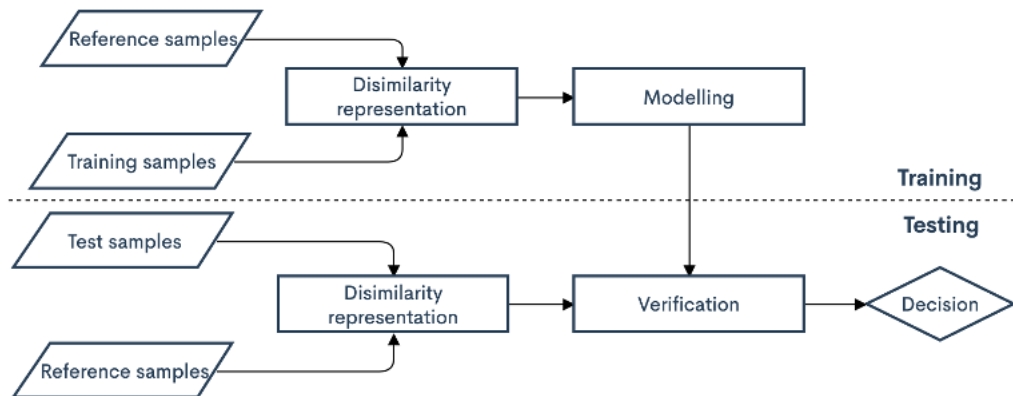 Reference samples
Disimilarity
representation
Modelling
Training samples
Training
Testing
Test samples
Disimilarity
representation
Verification
Decision
Reference samples